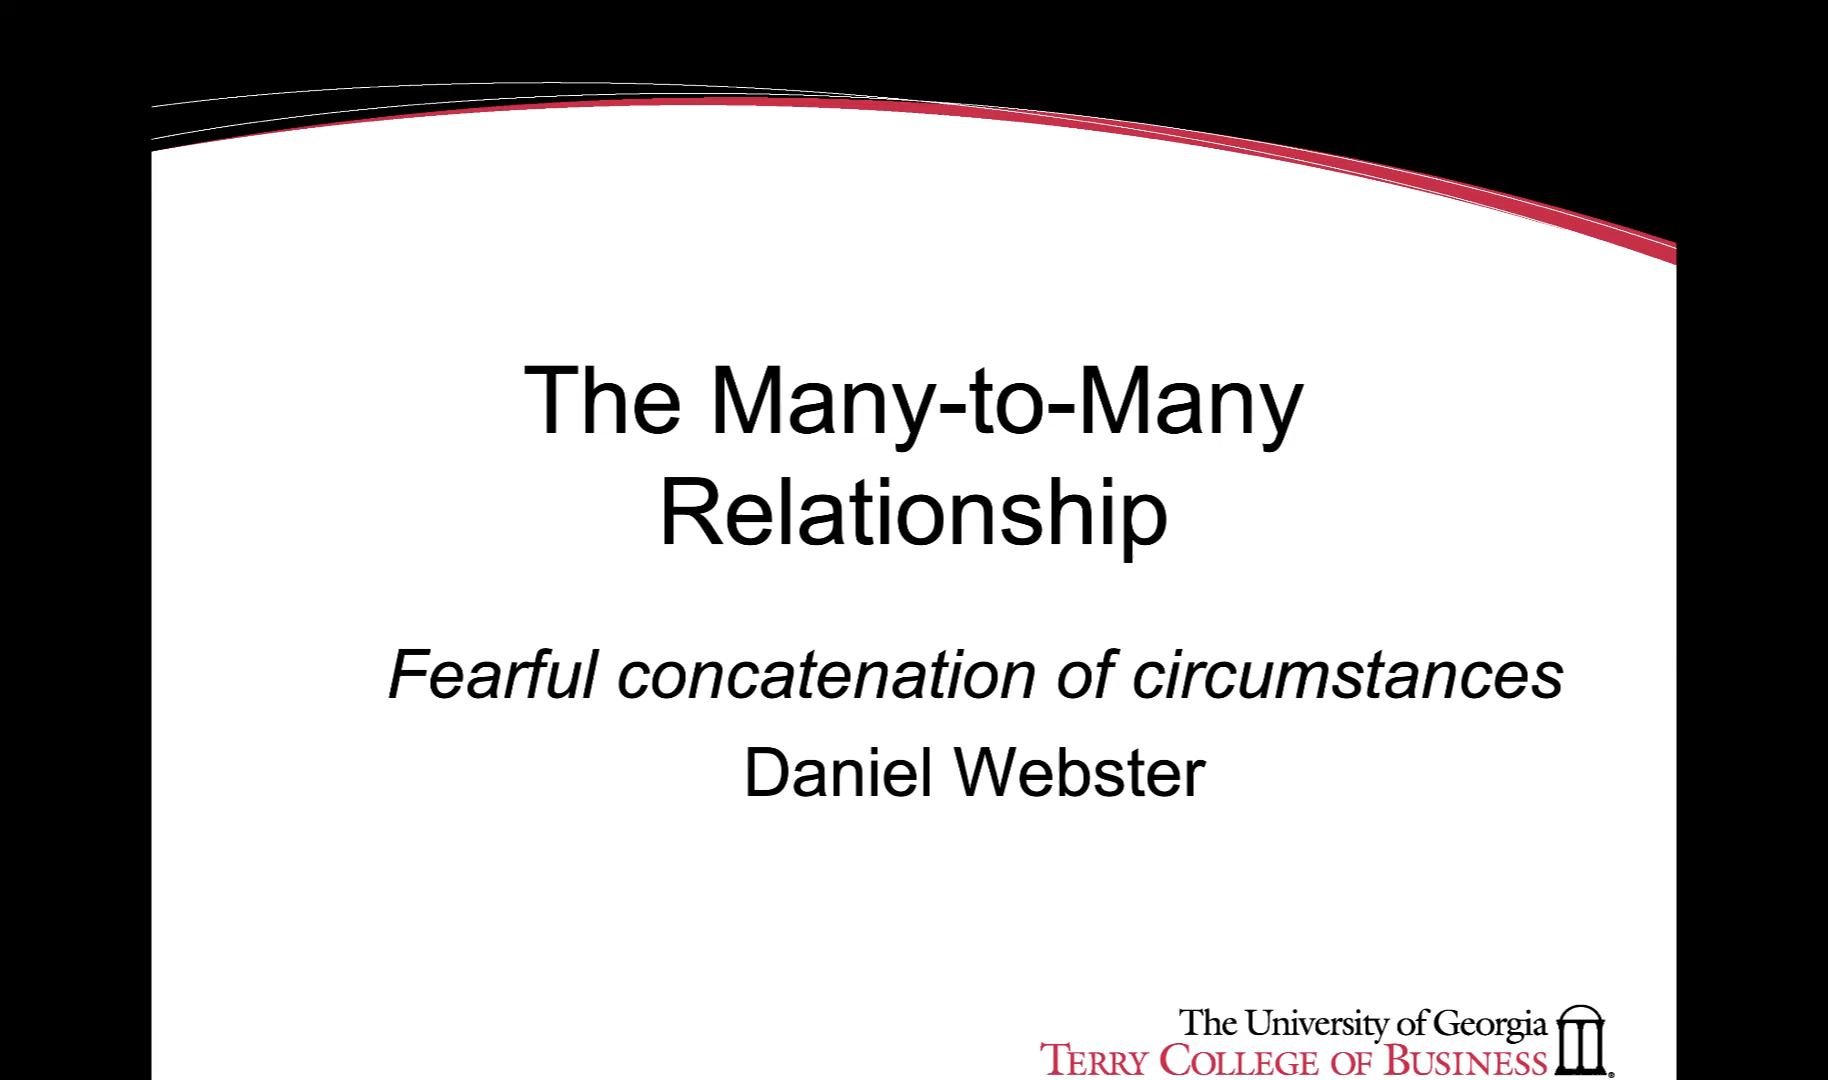 The Many-to-Many
Relationship
Fearful concatenation of circumstances
Daniel Webster
The University of Georgia
TERRY COLLEGE OF BUSINESS